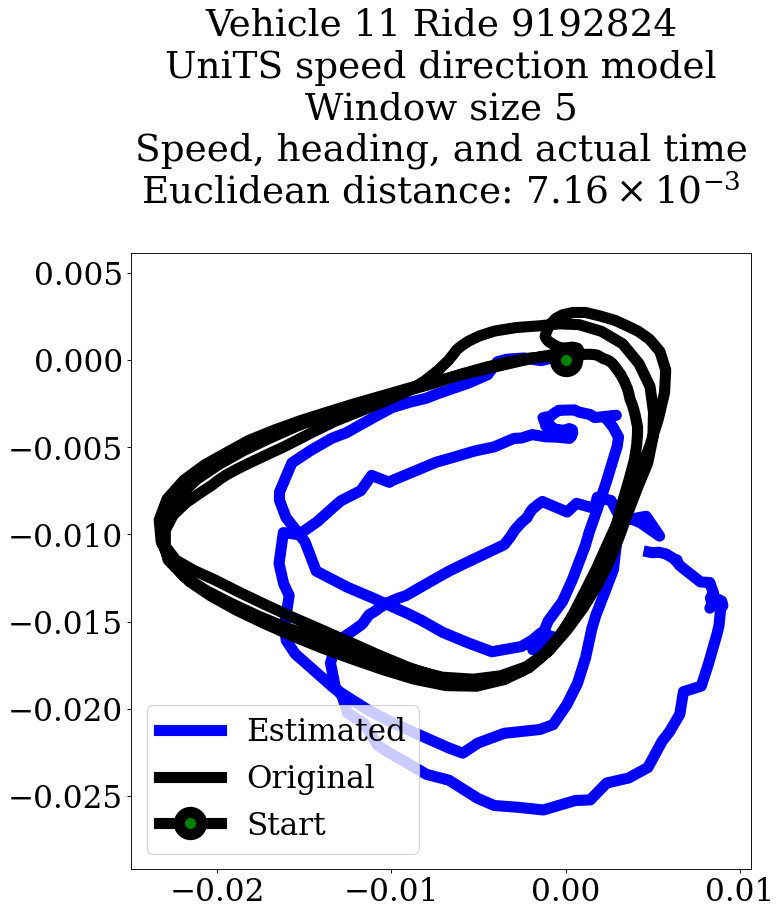 Vehicle 11 Ride 9192824
UniTS speed direction model
Window size 5
Speed, heading, and actual time
Euclidean distance: 7.16 × 10⁻³
0.005
0.000
−0.005
−0.010
−0.015
−0.020
−0.025
Estimated
Original
Start
−0.02 −0.01 0.00 0.01